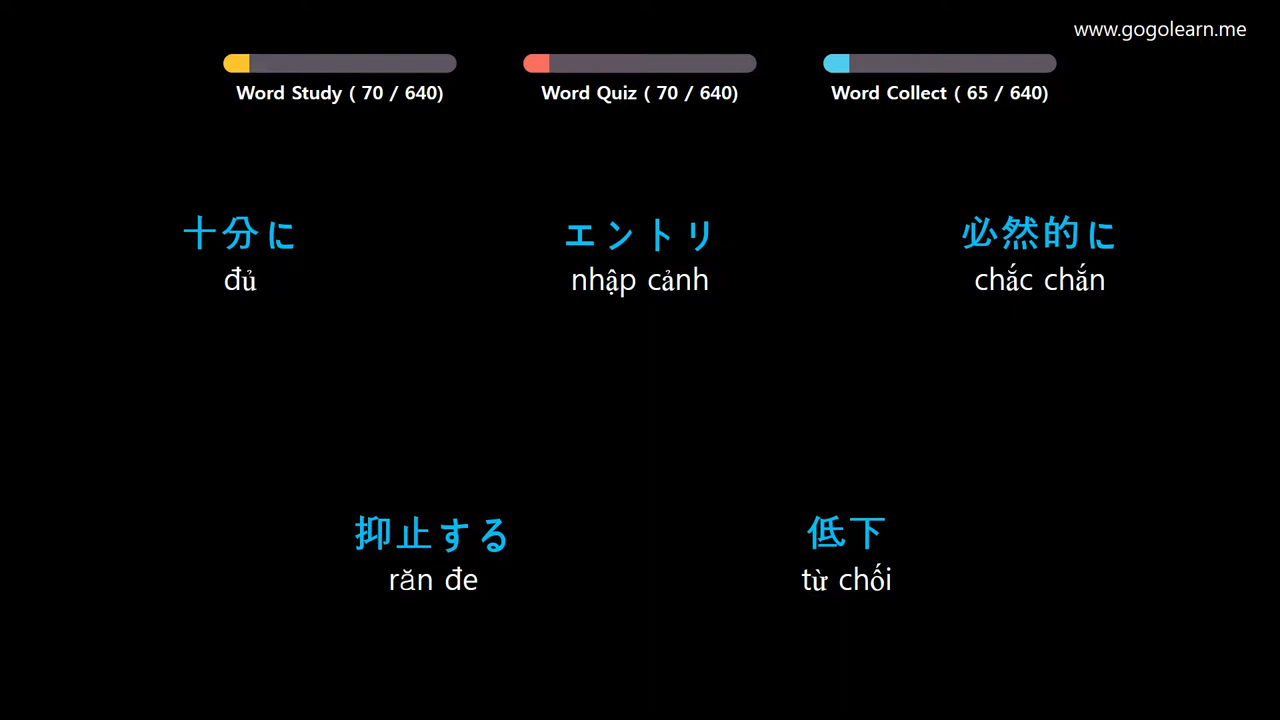 www.gogolearn.me
Word Study ( 70 / 640)
Word Quiz ( 70 / 640)
Word Collect ( 65 / 640)
十分に
đủ
エントリ
nhập cảnh
必然的に
chắc chắn
抑止する
răn đe
低下
từ chối